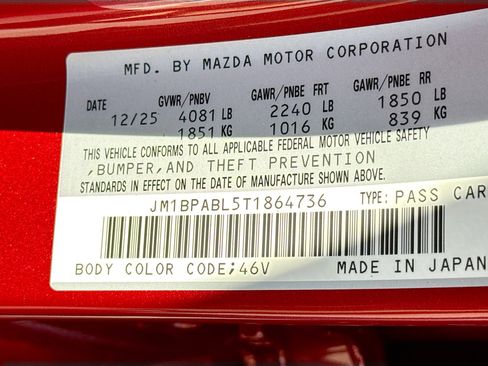 MFD. BY MAZDA MOTOR CORPORATION
DATE GVWR/PNBV GAWR/PNBE FRT GAWR/PNBE RR
12/25 4081 LB 2240 LB 1850 LB
1851 KG 1016 KG 839 KG
THIS VEHICLE CONFORMS TO ALL APPLICABLE FEDERAL MOTOR VEHICLE SAFETY
,BUMPER,AND THEFT PREVENTION
STANDARDS IN EFFECT ON THE DATE OF MANUFACTURE SHOWN ABOVE.
JM1BPABL5T1864736 TYPE: PASS CAR
BODY COLOR CODE;46V MADE IN JAPAN